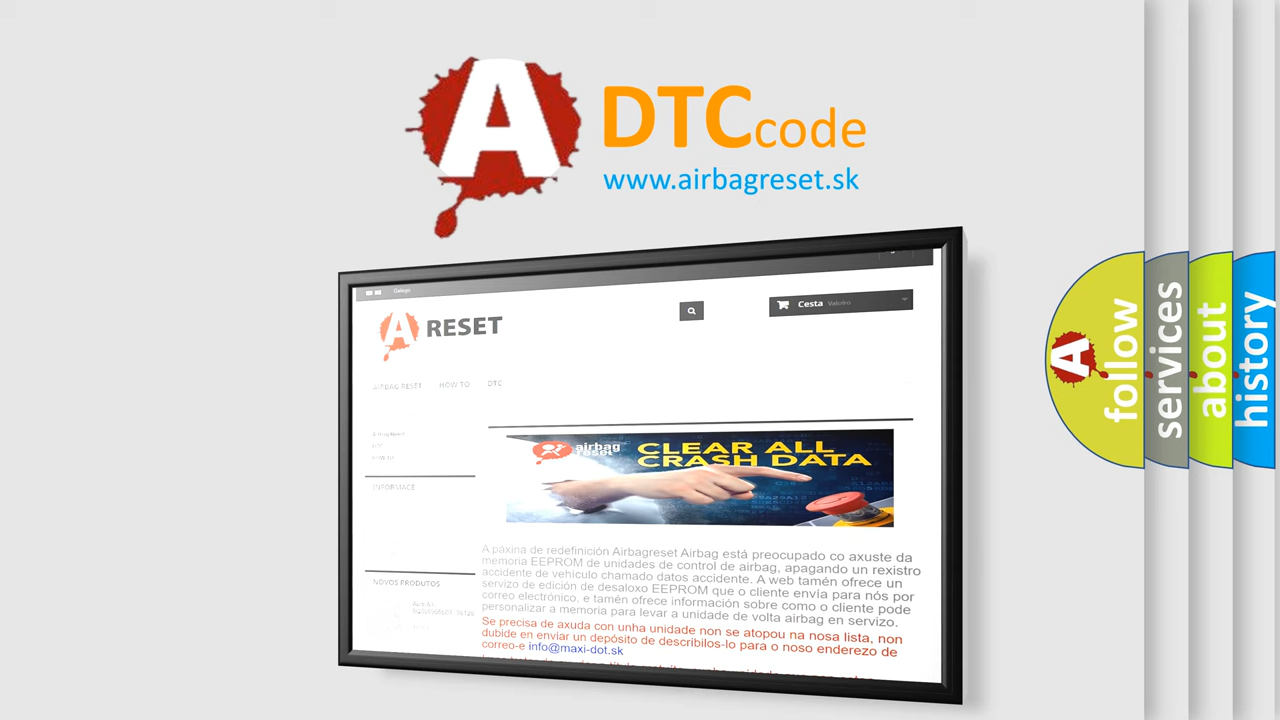 A
DTCcode
www.airbagreset.sk
Galego
A RESET
Cesta
AIRBAG RESET HOW TO DTC
INFORMACE
airbag
reset
CLEAR ALL
CRASH DATA
A páxina de redefinición Airbagreset Airbag está preocupado co axuste da
memoria EEPROM de unidades de control de airbag, apagando un rexistro
accidente de vehículo chamado datos accidente. A web tamén ofrece un
servizo de edición de desaloxo EEPROM que o cliente envía para nós por
correo electrónico, e tamén ofrece información sobre como o cliente pode
personalizar a memoria para levar a unidade de volta airbag en servizo.
Se precisa de axuda con unha unidade non se atopou na nosa lista, non
dubide en enviar un depósito de describilos-lo para o noso enderezo de
correo-e info@maxi-dot.sk
NOVOS PRODUTOS
A
follow
services
about
history